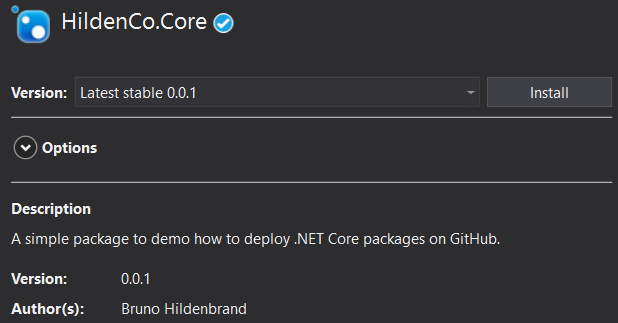 HildenCo.Core
Version: Latest stable 0.0.1 Install
Options
Description
A simple package to demo how to deploy .NET Core packages on GitHub.
Version: 0.0.1
Author(s): Bruno Hildenbrand